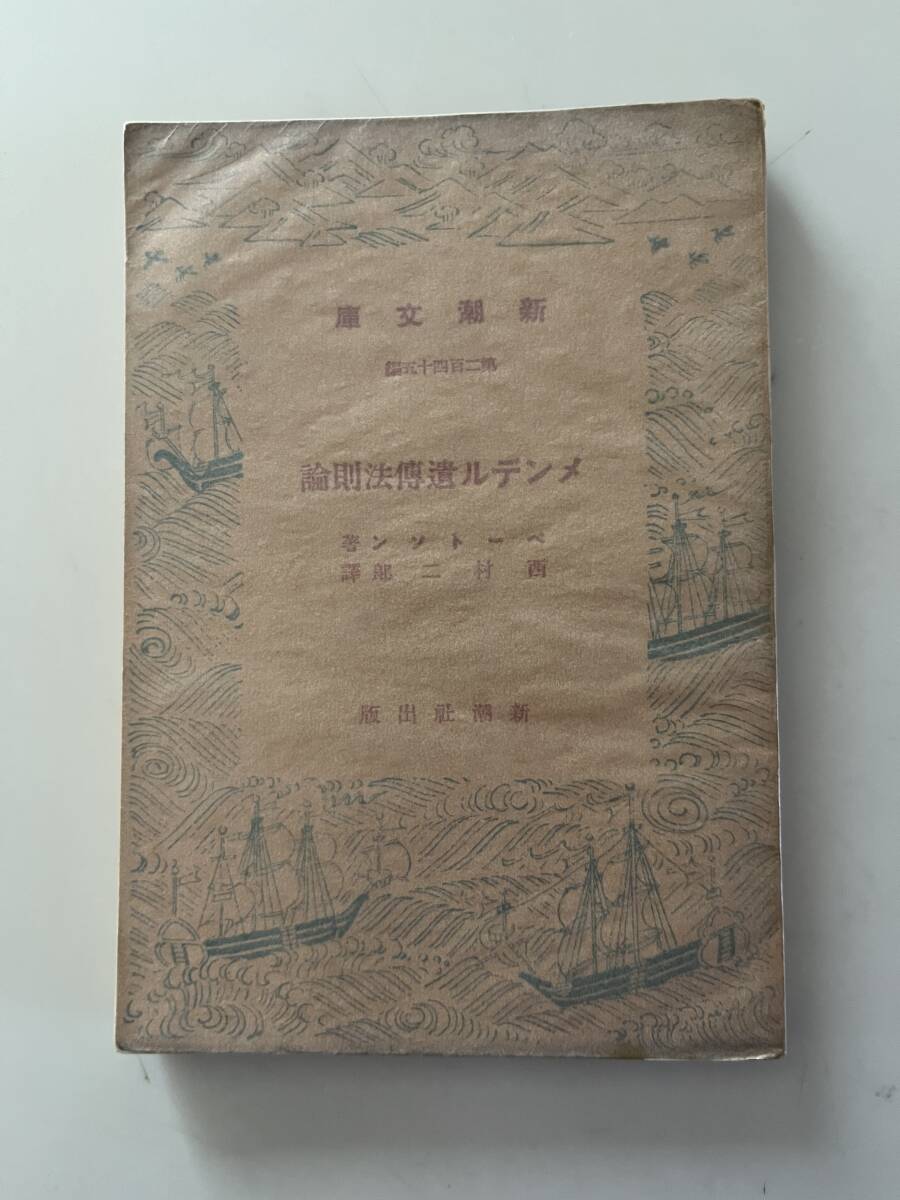 新潮文庫
第二百四十五編
メンデル遺傳法則論
ベートソン著
西村二郎譯
新潮社出版